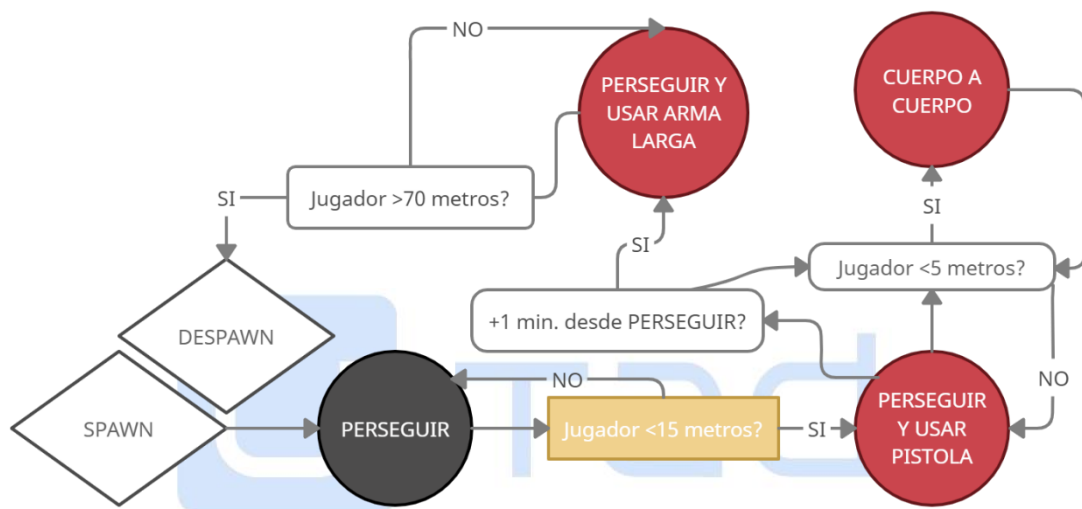 NO
PERSEGUIR Y
USAR ARMA
LARGA
CUERPO A
CUERPO
Jugador >70 metros?
SI
SI
SI
Jugador <5 metros?
DESPAWN
+1 min. desde PERSEGUIR?
NO
NO
SPAWN
PERSEGUIR
Jugador <15 metros?
SI
PERSEGUIR
Y USAR
PISTOLA